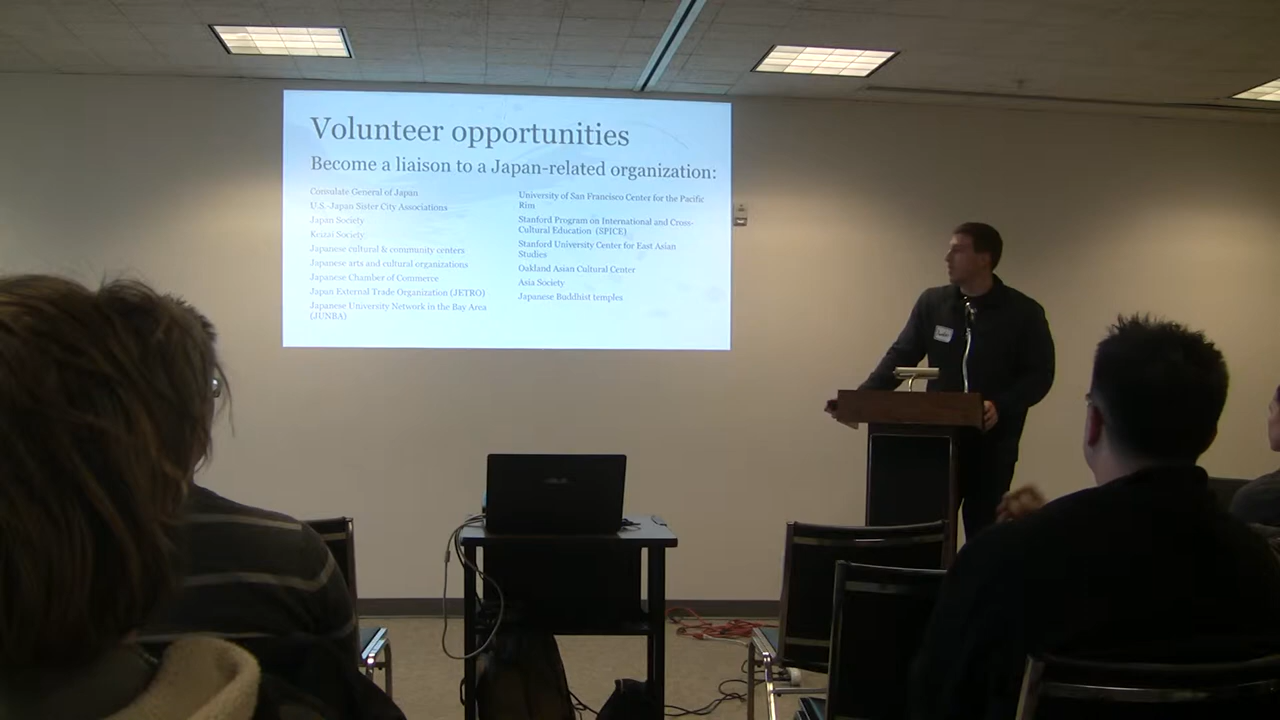 Volunteer opportunities
Become a liaison to a Japan-related organization:
Consulate General of Japan
U.S.-Japan Sister City Associations
Japan Society
Keizai Society
Japanese cultural & community centers
Japanese arts and cultural organizations
Japanese Chamber of Commerce
Japan External Trade Organization (JETRO)
Japanese University Network in the Bay Area
(JUNBA)
University of San Francisco Center for the Pacific
Rim
Stanford Program on International and Cross-
Cultural Education (SPICE)
Stanford University Center for East Asian
Studies
Oakland Asian Cultural Center
Asia Society
Japanese Buddhist temples
ASUS